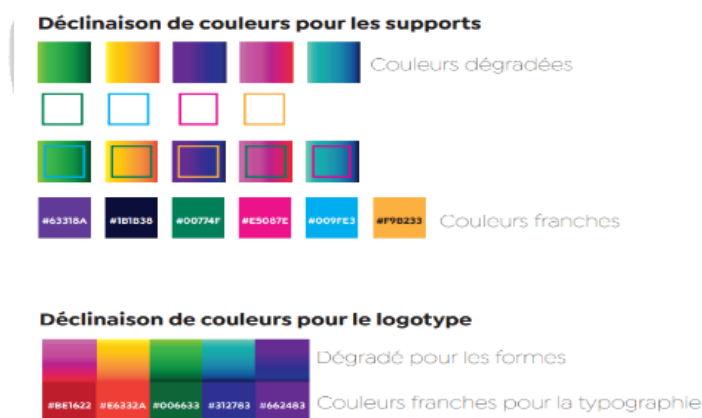 Déclinaison de couleurs pour les supports
Couleurs dégradées
#63318A #1B1B38 #00774F #E5087E #009FE3 #F9B233 Couleurs franches
Déclinaison de couleurs pour le logotype
Dégradé pour les formes
#BE1622 #E6332A #006633 #312783 #662483 Couleurs franches pour la typographie